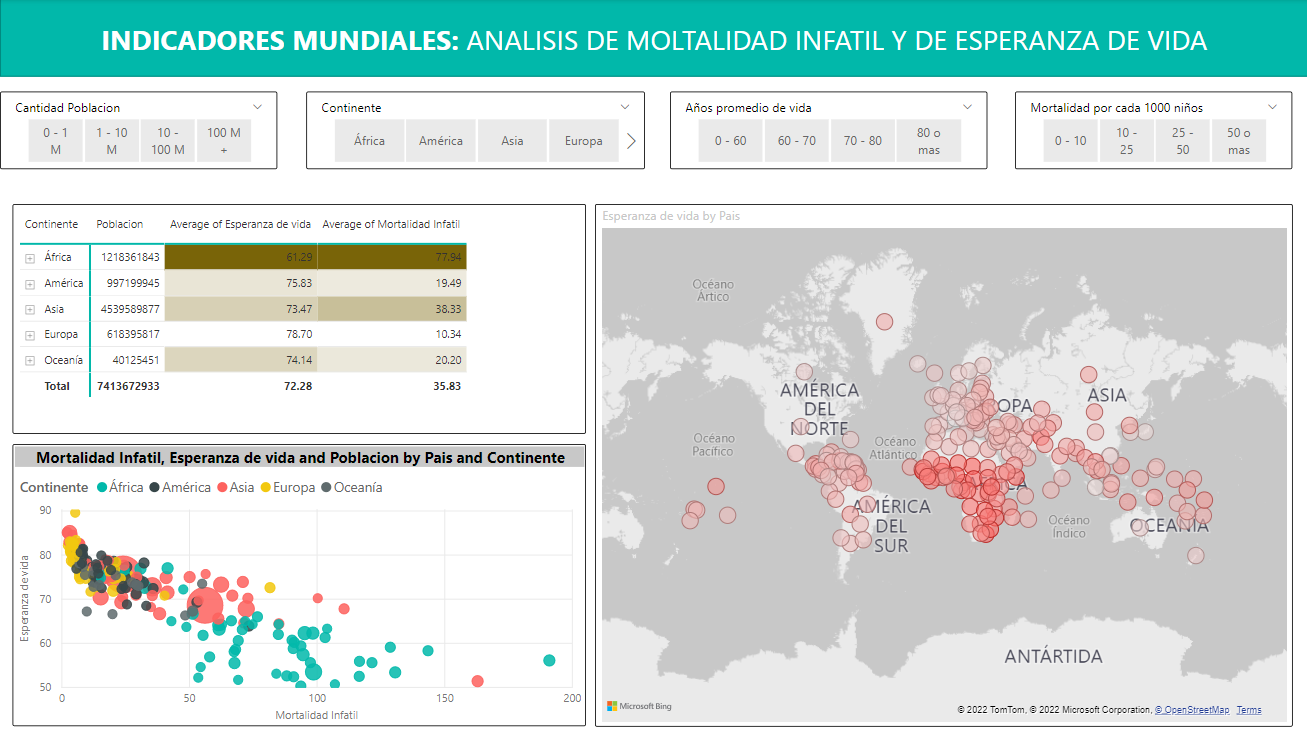 INDICADORES MUNDIALES: ANALISIS DE MOLTALIDAD INFATIL Y DE ESPERANZA DE VIDA
Cantidad Poblacion
0 - 1 M
1 - 10 M
10 - 100 M
100 M +
Continente
África
América
Asia
Europa
Años promedio de vida
0 - 60
60 - 70
70 - 80
80 o mas
Mortalidad por cada 1000 niños
0 - 10
10 - 25
25 - 50
50 o mas
Continente Poblacion Average of Esperanza de vida Average of Mortalidad Infatil
África 1218361843 61.29 77.94
América 997199945 75.83 19.49
Asia 4539589877 73.47 38.33
Europa 618395817 78.70 10.34
Oceanía 40125451 74.14 20.20
Total 7413672933 72.28 35.83
Mortalidad Infatil, Esperanza de vida and Poblacion by Pais and Continente
Continente África América Asia Europa Oceanía
Esperanza de vida
90
80
70
60
50
0 50 100 150 200
Mortalidad Infatil
Esperanza de vida by Pais
Océano
Ártico
AMÉRICA
DEL
NORTE
OPA
ASIA
Océano
Pacífico
Océano
Atlántico
CA
AMÉRICA
DEL
SUR
Océano
Índico
OCEANÍA
ANTÁRTIDA
Microsoft Bing
© 2022 TomTom, © 2022 Microsoft Corporation, © OpenStreetMap Terms